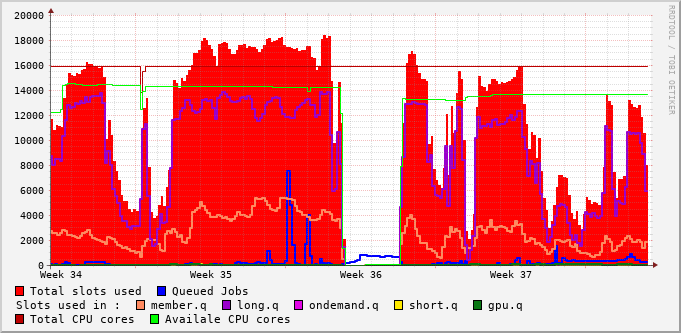 20000
18000
16000
14000
12000
10000
8000
6000
4000
2000
0
Week 34 Week 35 Week 36 Week 37
RRDTOOL / TOBI OETIKER
Total slots used Queued Jobs
Slots used in : member.q long.q ondemand.q short.q gpu.q
Total CPU cores Availale CPU cores